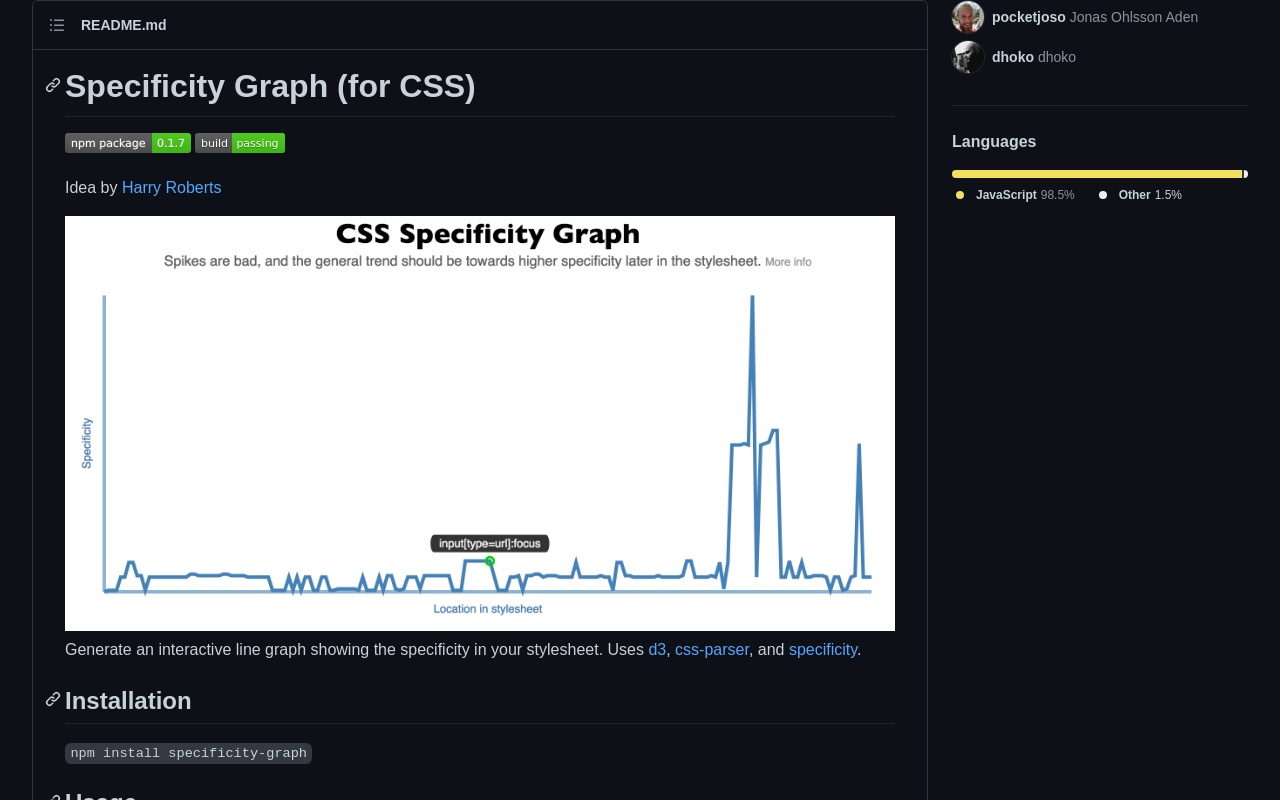 README.md
Specificity Graph (for CSS)
npm package 0.1.7 build passing
Idea by Harry Roberts
CSS Specificity Graph
Spikes are bad, and the general trend should be towards higher specificity later in the stylesheet. More info
Specificity
input[type=url]:focus
Location in stylesheet
Generate an interactive line graph showing the specificity in your stylesheet. Uses d3, css-parser, and specificity.
Installation
npm install specificity-graph
Usage
pocketjoso Jonas Ohlsson Aden
dhoko dhoko
Languages
JavaScript 98.5% Other 1.5%